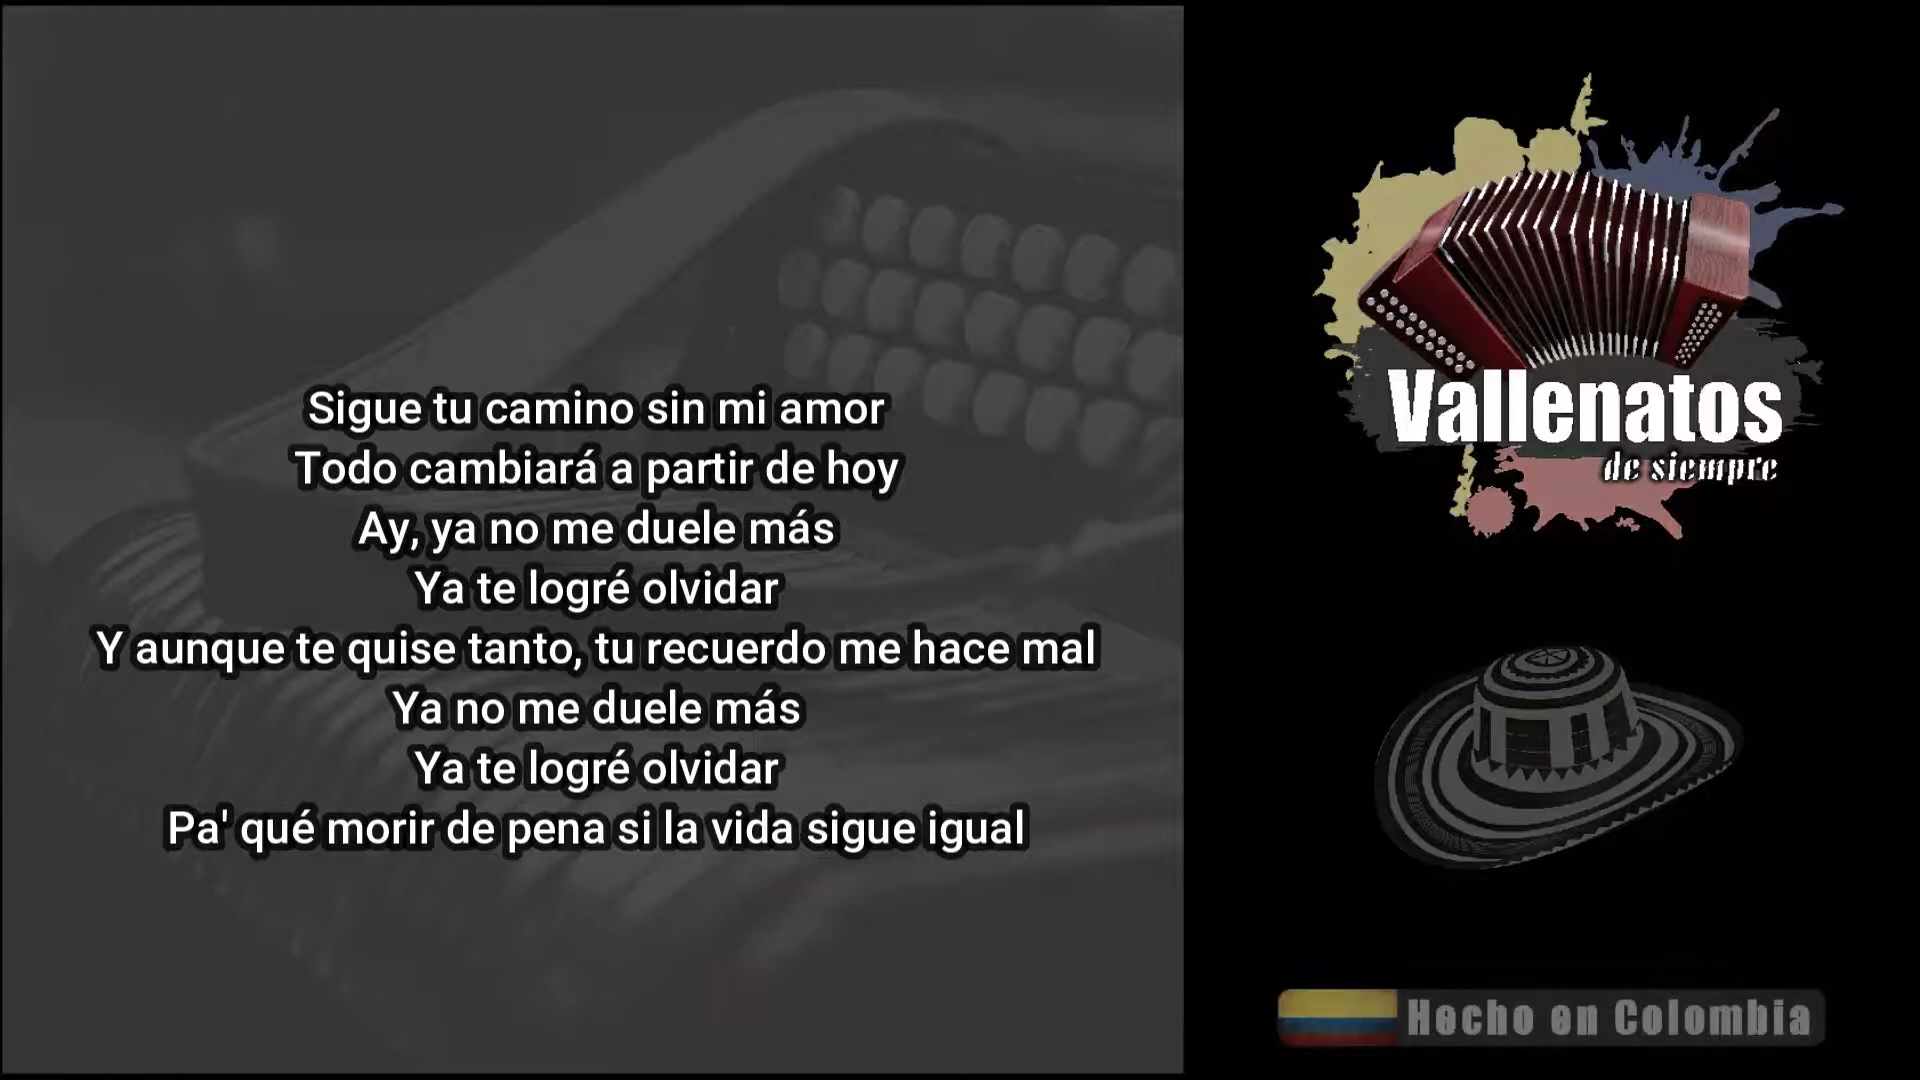 Sigue tu camino sin mi amor
Todo cambiará a partir de hoy
Ay, ya no me duele más
Ya te logré olvidar
Y aunque te quise tanto, tu recuerdo me hace mal
Ya no me duele más
Ya te logré olvidar
Pa' qué morir de pena si la vida sigue igual
Vallenatos
de siempre
Hecho en Colombia